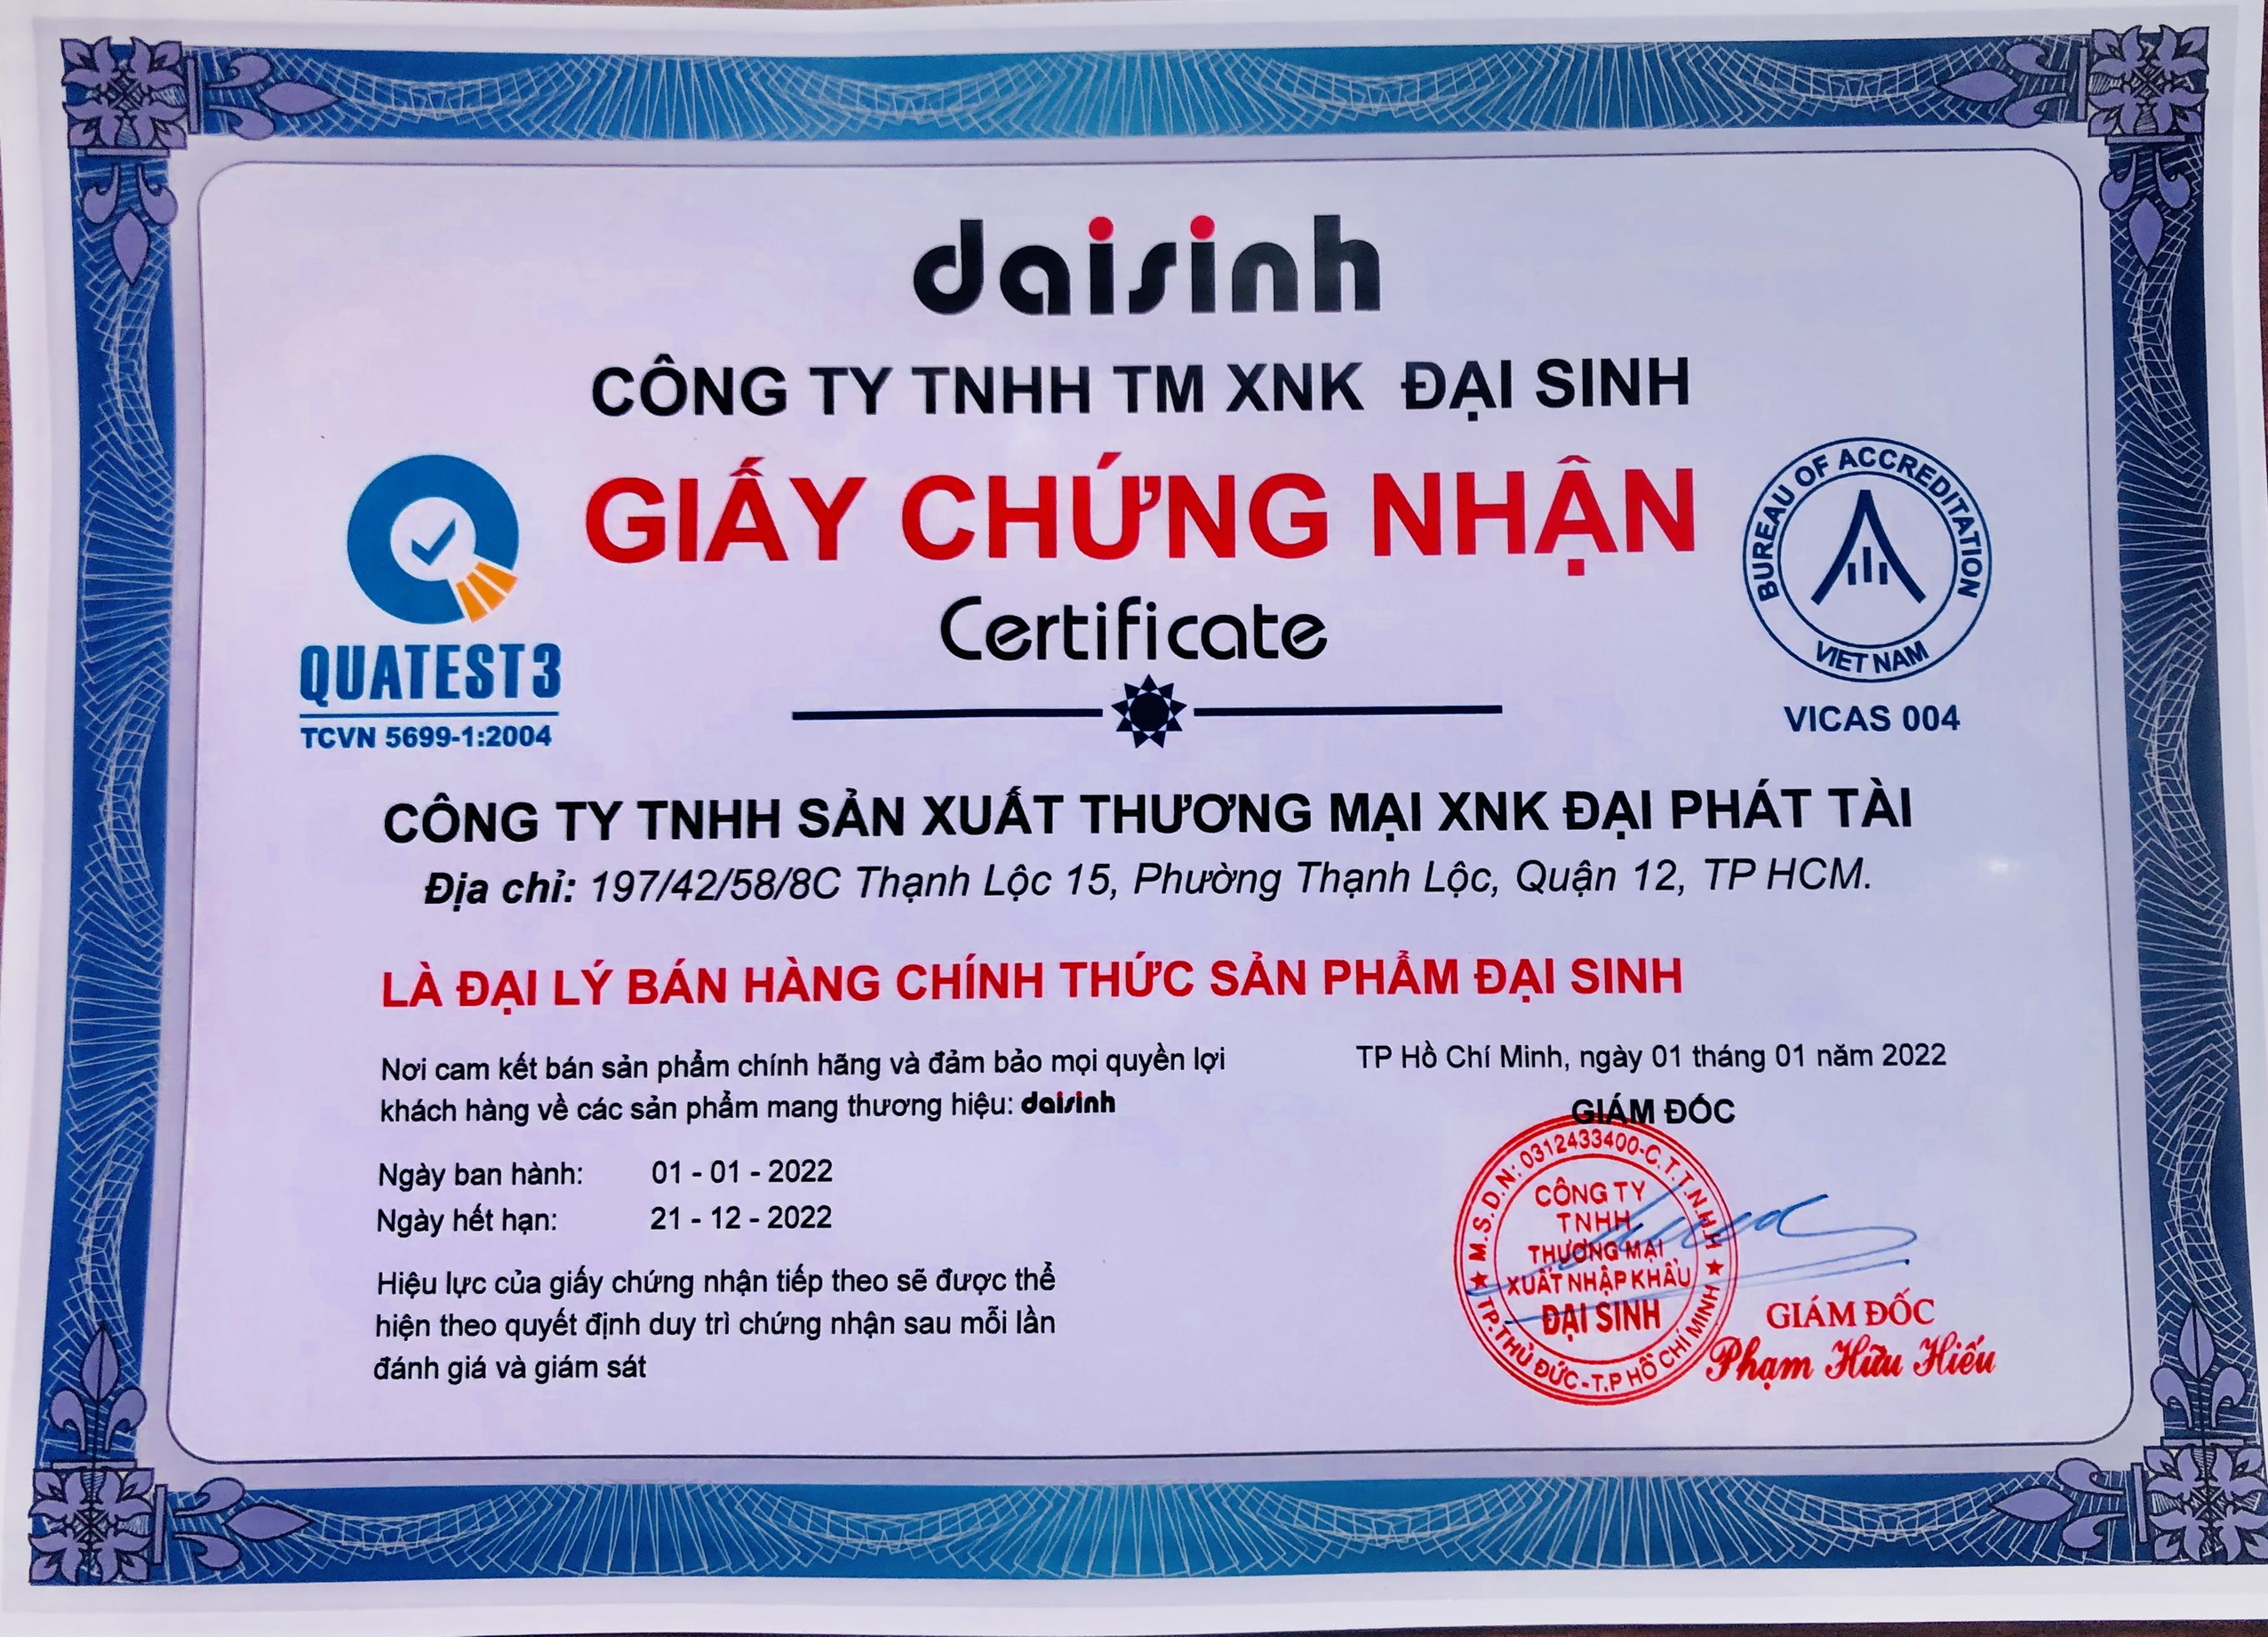 daisinh
CÔNG TY TNHH TM XNK ĐẠI SINH
GIẤY CHỨNG NHẬN
Certificate
QUATEST3
TCVN 5699-1:2004
BUREAU OF ACCREDITATION
VIET NAM
VICAS 004
CÔNG TY TNHH SẢN XUẤT THƯƠNG MẠI XNK ĐẠI PHÁT TÀI
Địa chỉ: 197/42/58/8C Thạnh Lộc 15, Phường Thạnh Lộc, Quận 12, TP HCM.
LÀ ĐẠI LÝ BÁN HÀNG CHÍNH THỨC SẢN PHẨM ĐẠI SINH
Nơi cam kết bán sản phẩm chính hãng và đảm bảo mọi quyền lợi
khách hàng về các sản phẩm mang thương hiệu: daisinh
Ngày ban hành: 01 - 01 - 2022
Ngày hết hạn: 21 - 12 - 2022
Hiệu lực của giấy chứng nhận tiếp theo sẽ được thể
hiện theo quyết định duy trì chứng nhận sau mỗi lần
đánh giá và giám sát
TP Hồ Chí Minh, ngày 01 tháng 01 năm 2022
GIÁM ĐỐC
M.S.D.N: 0312433400-C.T.T.N.H.H
CÔNG TY
TNHH
THƯƠNG MẠI
XUẤT NHẬP KHẨU
ĐẠI SINH
TP.THỦ ĐỨC-T.P HỒ CHÍ MINH
GIÁM ĐỐC
Phạm Hữu Hiếu